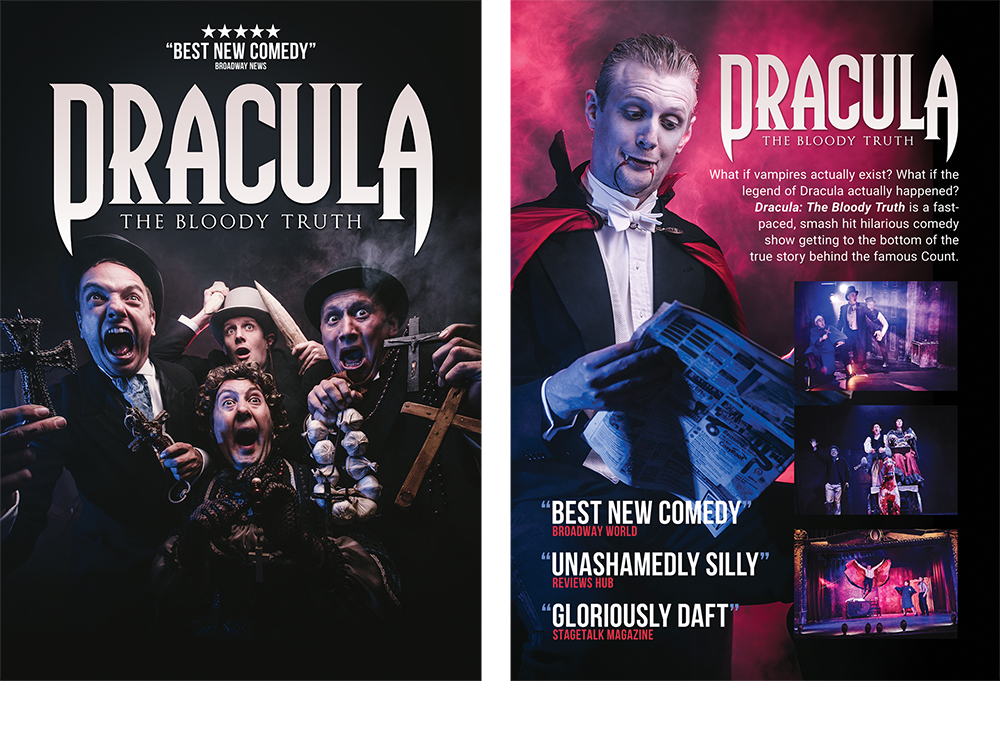 ★★★★★
“BEST NEW COMEDY”
BROADWAY NEWS
DRACULA
THE BLOODY TRUTH
DRACULA
THE BLOODY TRUTH
What if vampires actually exist? What if the
legend of Dracula actually happened?
Dracula: The Bloody Truth is a fast-
paced, smash hit hilarious comedy
show getting to the bottom of the
true story behind the famous Count.
“BEST NEW COMEDY”
BROADWAY WORLD
“UNASHAMEDLY SILLY”
REVIEWS HUB
“GLORIOUSLY DAFT”
STAGETALK MAGAZINE